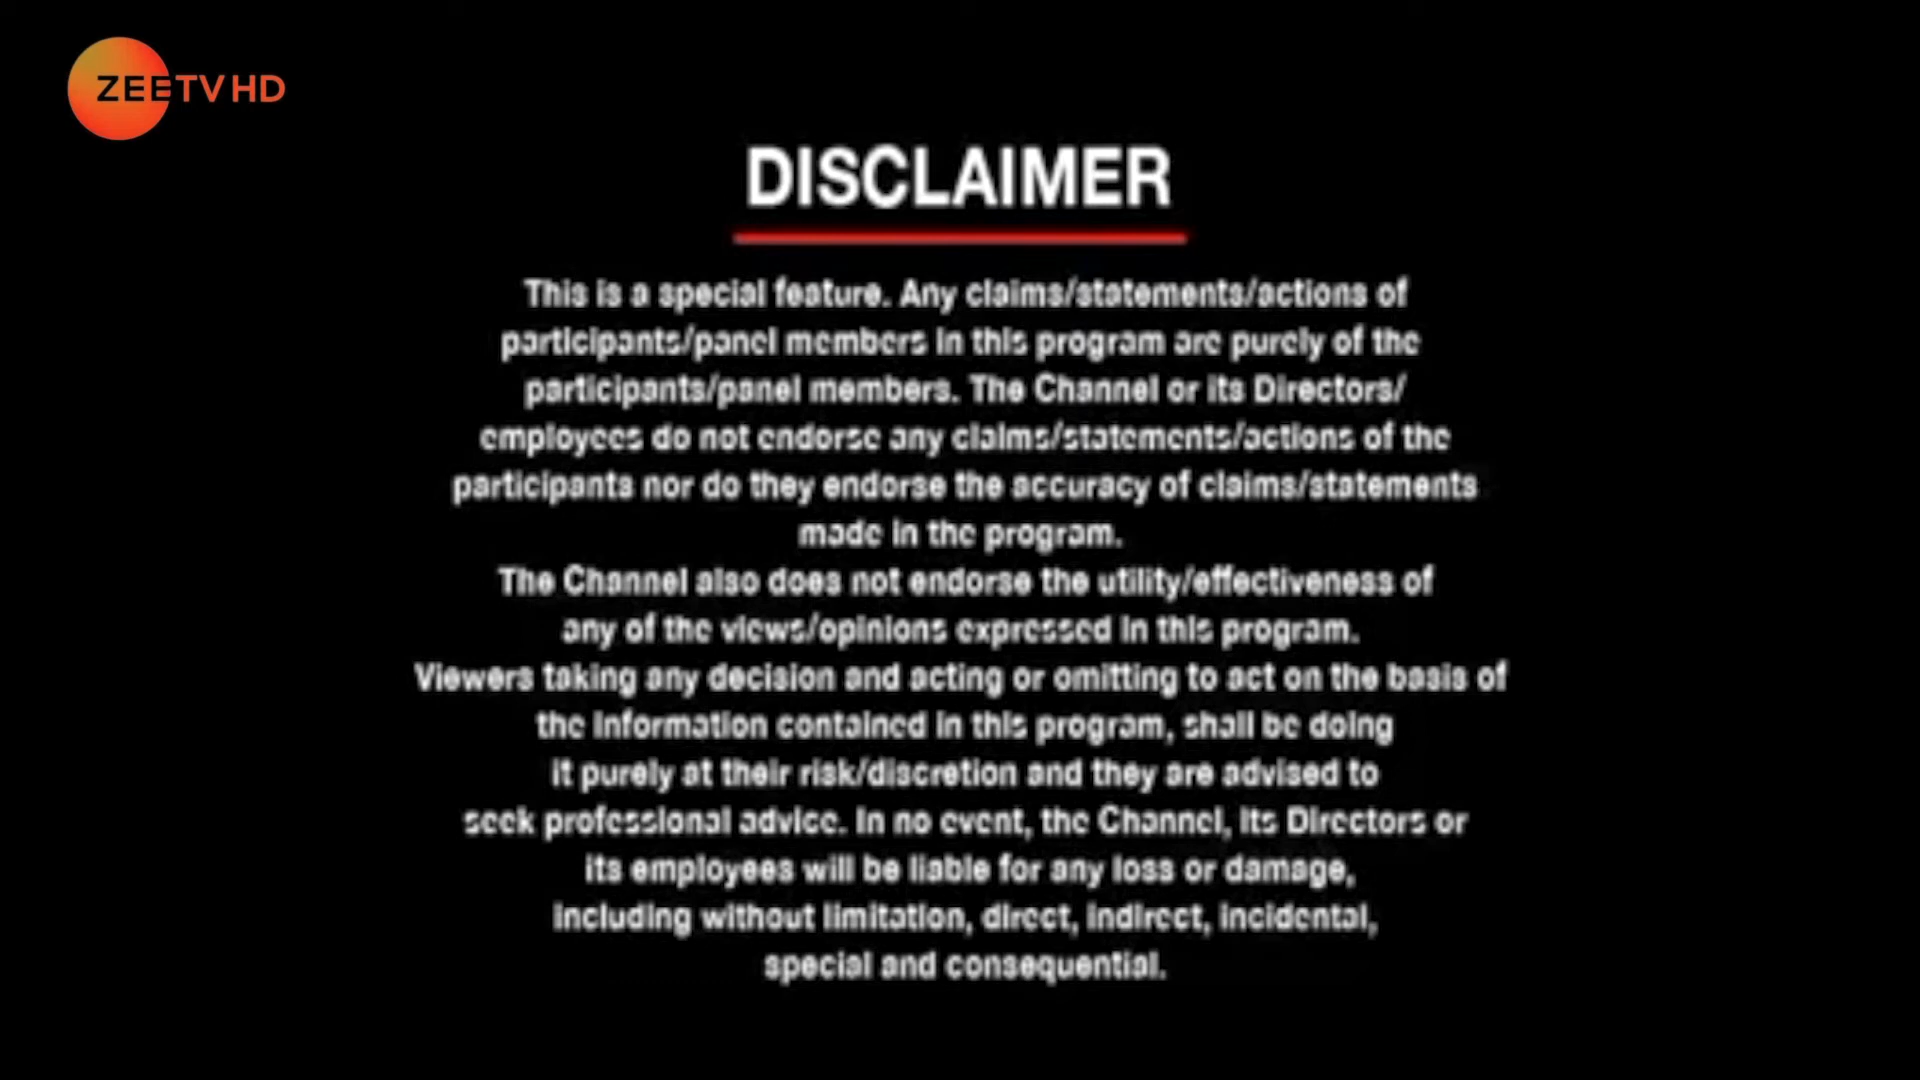 ZEETV HD
DISCLAIMER
This is a special feature. Any claims/statements/actions of
participants/panel members in this program are purely of the
participants/panel members. The Channel or its Directors/
employees do not endorse any claims/statements/actions of the
participants nor do they endorse the accuracy of claims/statements
made in the program.
The Channel also does not endorse the utility/effectiveness of
any of the views/opinions expressed in this program.
Viewers taking any decision and acting or omitting to act on the basis of
the information contained in this program, shall be doing
it purely at their risk/discretion and they are advised to
seek professional advice. In no event, the Channel, its Directors or
its employees will be liable for any loss or damage,
including without limitation, direct, indirect, incidental,
special and consequential.